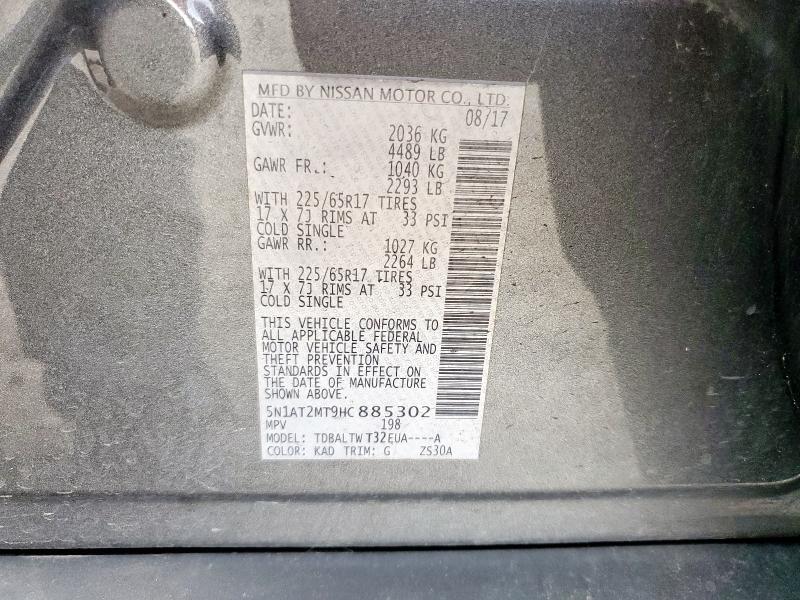 MFD BY NISSAN MOTOR CO., LTD.
DATE: 08/17
GVWR: 2036 KG
4489 LB
GAWR FR.: 1040 KG
2293 LB
WITH 225/65R17 TIRES
17 X 7J RIMS AT 33 PSI
COLD SINGLE
GAWR RR.: 1027 KG
2264 LB
WITH 225/65R17 TIRES
17 X 7J RIMS AT 33 PSI
COLD SINGLE
THIS VEHICLE CONFORMS TO
ALL APPLICABLE FEDERAL
MOTOR VEHICLE SAFETY AND
THEFT PREVENTION
STANDARDS IN EFFECT ON
THE DATE OF MANUFACTURE
SHOWN ABOVE.
5N1AT2MT9HC885302
MPV 198
MODEL: TDBALTWT32EUA----A
COLOR: KAD TRIM: G ZS30A